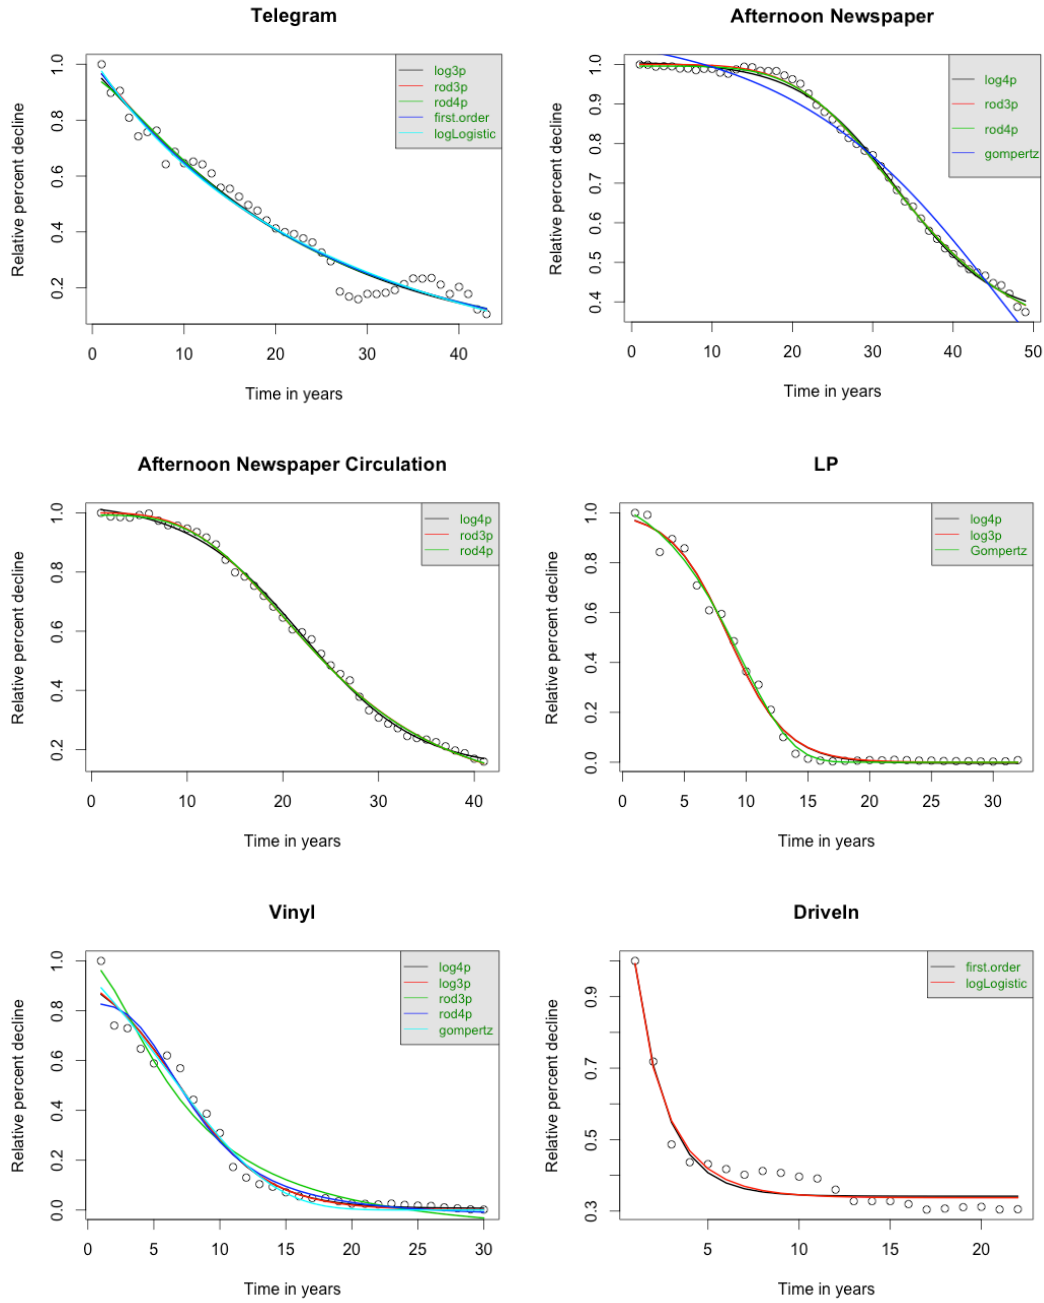 Telegram
Relative percent decline
1.0
0.8
0.6
0.4
0.2
log3p
rod3p
rod4p
first.order
logLogistic
0 10 20 30 40
Time in years
Afternoon Newspaper
Relative percent decline
1.0
0.9
0.8
0.7
0.6
0.5
0.4
log4p
rod3p
rod4p
gompertz
0 10 20 30 40 50
Time in years
Afternoon Newspaper Circulation
Relative percent decline
1.0
0.8
0.6
0.4
0.2
log4p
rod3p
rod4p
0 10 20 30 40
Time in years
LP
Relative percent decline
1.0
0.8
0.6
0.4
0.2
0.0
log4p
log3p
Gompertz
0 5 10 15 20 25 30
Time in years
Vinyl
Relative percent decline
1.0
0.8
0.6
0.4
0.2
0.0
log4p
log3p
rod3p
rod4p
gompertz
0 5 10 15 20 25 30
Time in years
DriveIn
Relative percent decline
0.9
0.7
0.5
0.3
first.order
logLogistic
5 10 15 20
Time in years